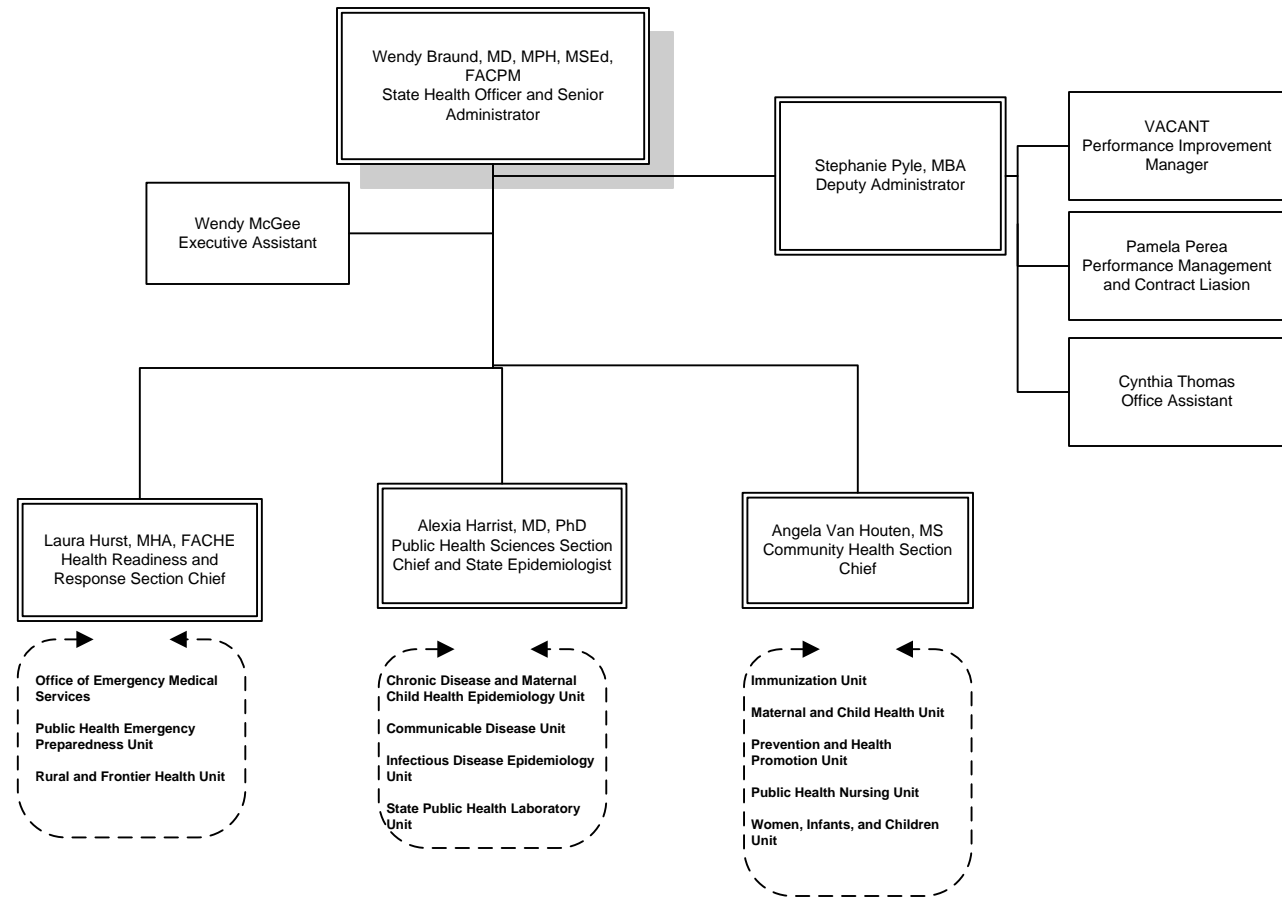 Wendy Braund, MD, MPH, MSEd,
FACPM
State Health Officer and Senior
Administrator
Stephanie Pyle, MBA
Deputy Administrator
VACANT
Performance Improvement
Manager
Wendy McGee
Executive Assistant
Pamela Perea
Performance Management
and Contract Liasion
Cynthia Thomas
Office Assistant
Laura Hurst, MHA, FACHE
Health Readiness and
Response Section Chief
Alexia Harrist, MD, PhD
Public Health Sciences Section
Chief and State Epidemiologist
Angela Van Houten, MS
Community Health Section
Chief
Office of Emergency Medical
Services
Public Health Emergency
Preparedness Unit
Rural and Frontier Health Unit
Chronic Disease and Maternal
Child Health Epidemiology Unit
Communicable Disease Unit
Infectious Disease Epidemiology
Unit
State Public Health Laboratory
Unit
Immunization Unit
Maternal and Child Health Unit
Prevention and Health
Promotion Unit
Public Health Nursing Unit
Women, Infants, and Children
Unit